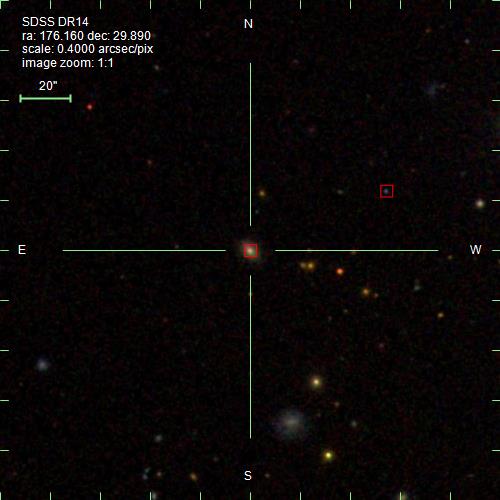 SDSS DR14
ra: 176.160 dec: 29.890
scale: 0.4000 arcsec/pix
image zoom: 1:1
20"
N
E
W
S